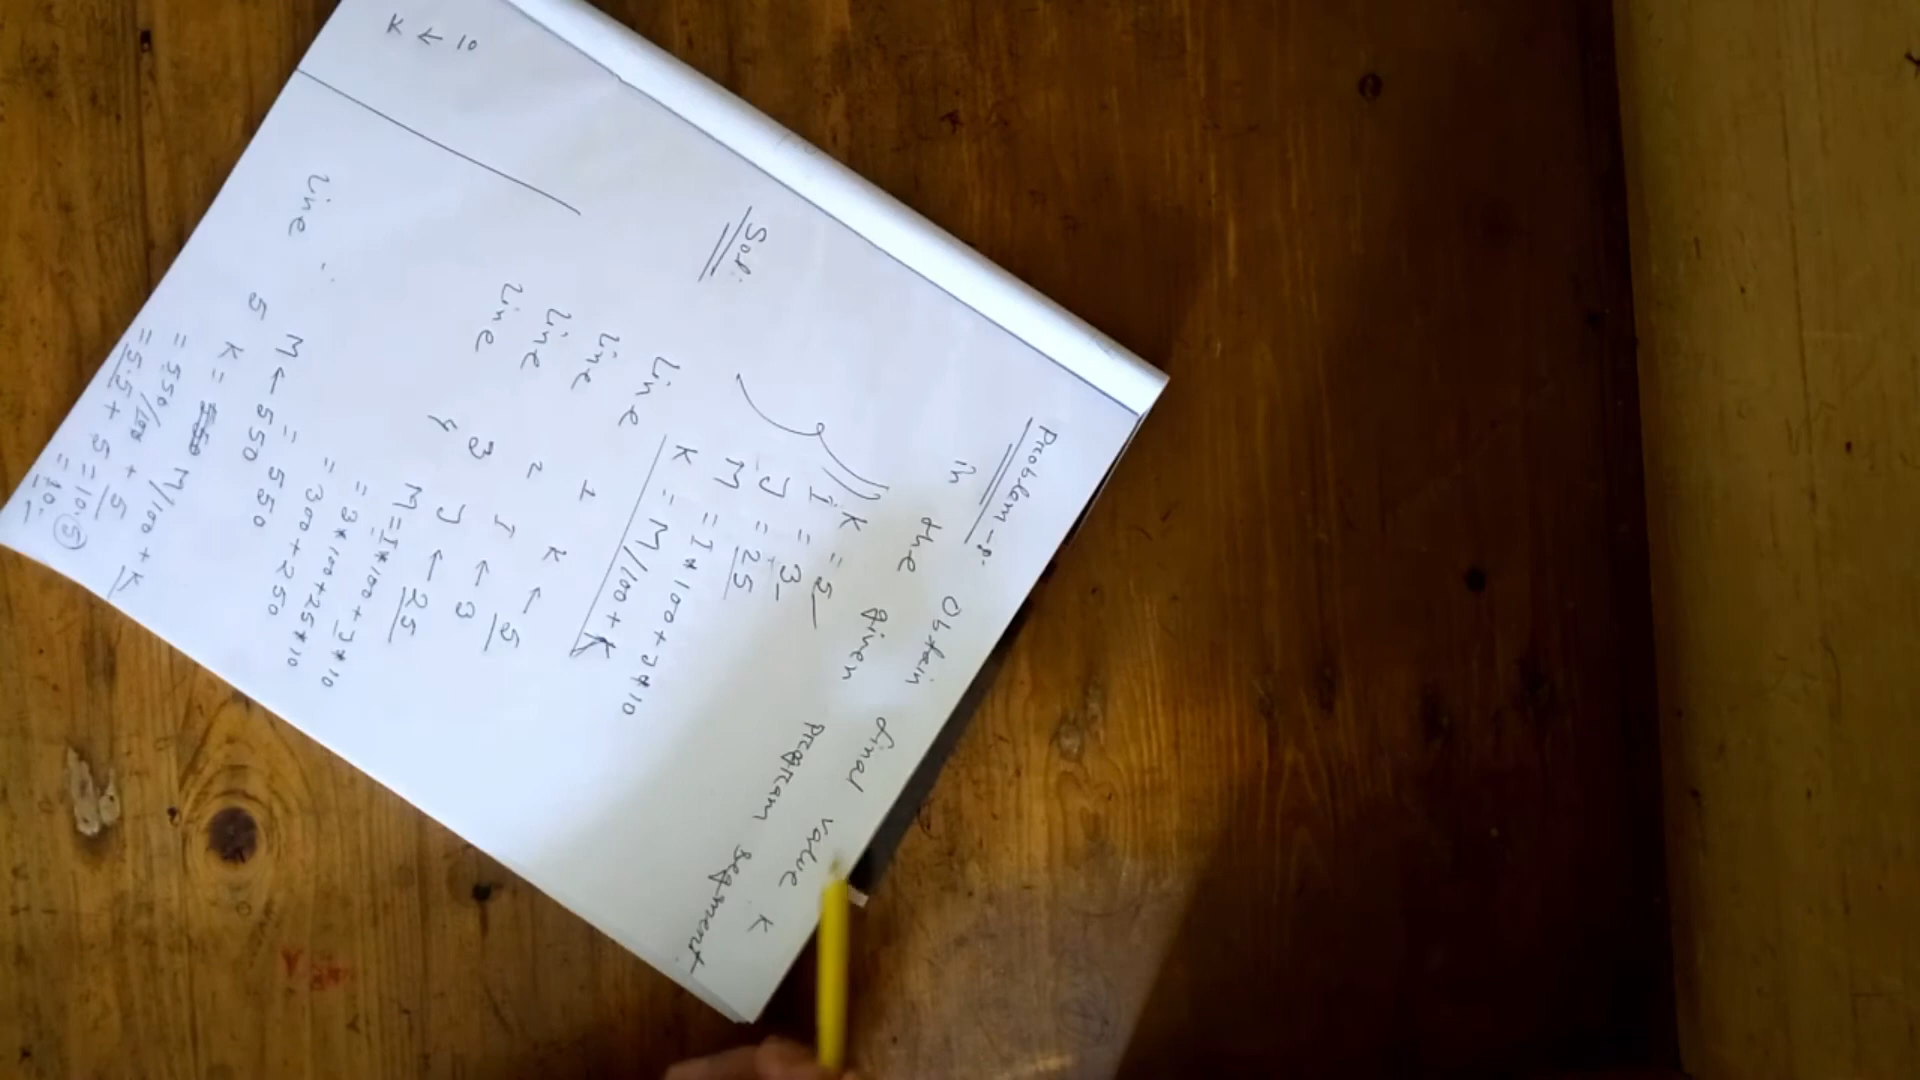 Problem-8: Obtain final value K
in the given program segment.
K = 5
I = 3
J = 25
M = I*100+J*10
K = M/100+K
Sol:
Line 1 K ← 5
Line 2 I ← 3
Line 3 J ← 25
Line 4 M = I*100+J*10
= 3*100+25*10
= 300+250
= 550
M ← 550
Line 5 K = M/100+K
= 550/100 + 5
= 5.5+5 = 10.5
= 10
K ← 10